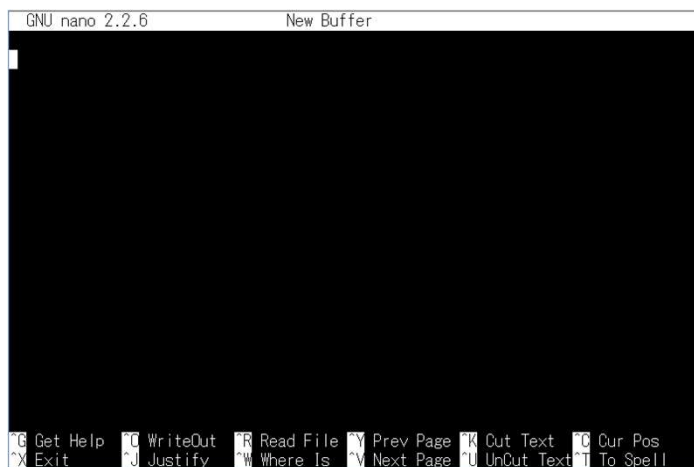 GNU nano 2.2.6 New Buffer
^G Get Help ^O WriteOut ^R Read File ^Y Prev Page ^K Cut Text ^C Cur Pos
^X Exit ^J Justify ^W Where Is ^V Next Page ^U UnCut Text^T To Spell